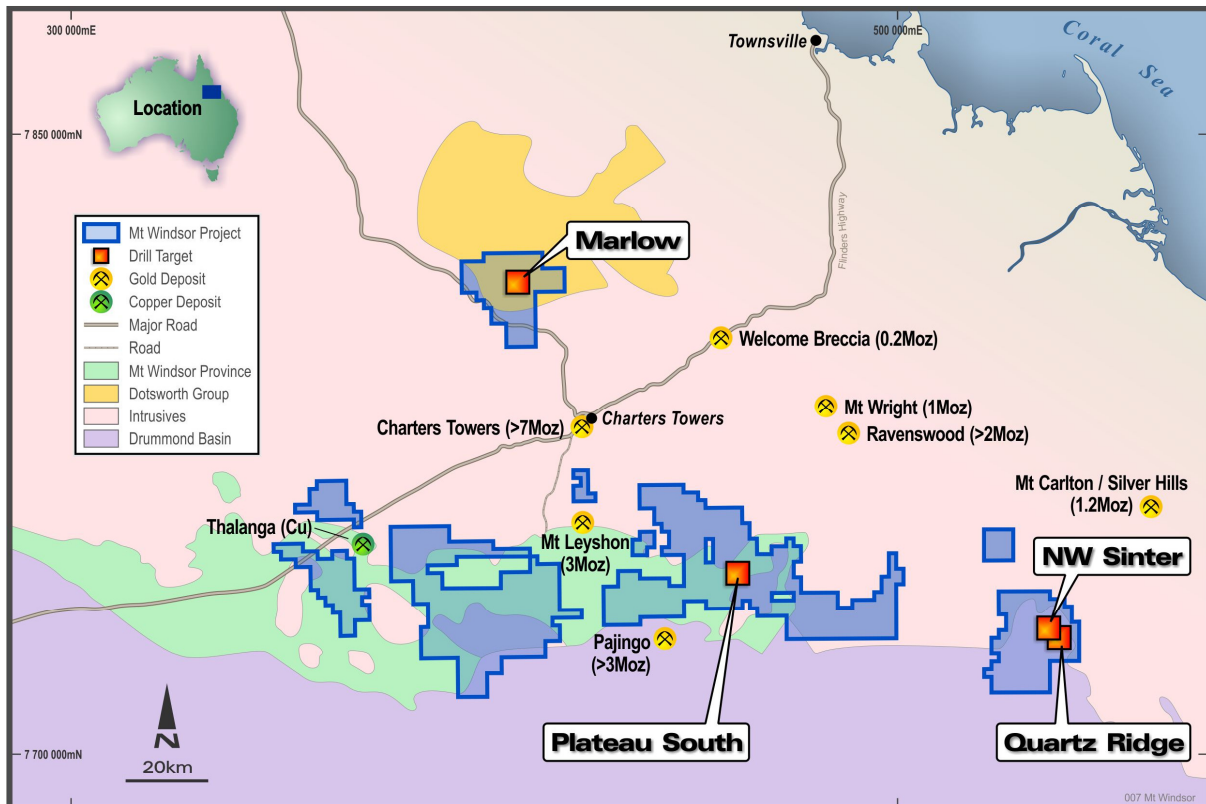 300 000mE
500 000mE
Townsville
Coral Sea
Location
7 850 000mN
Flinders Highway
Mt Windsor Project
Drill Target
Gold Deposit
Copper Deposit
Major Road
Road
Mt Windsor Province
Dotsworth Group
Intrusives
Drummond Basin
Marlow
Welcome Breccia (0.2Moz)
Mt Wright (1Moz)
Charters Towers
Charters Towers (>7Moz)
Ravenswood (>2Moz)
Mt Carlton / Silver Hills
(1.2Moz)
Thalanga (Cu)
Mt Leyshon
(3Moz)
NW Sinter
Pajingo
(>3Moz)
Plateau South
Quartz Ridge
N
7 700 000mN
20km
007 Mt Windsor